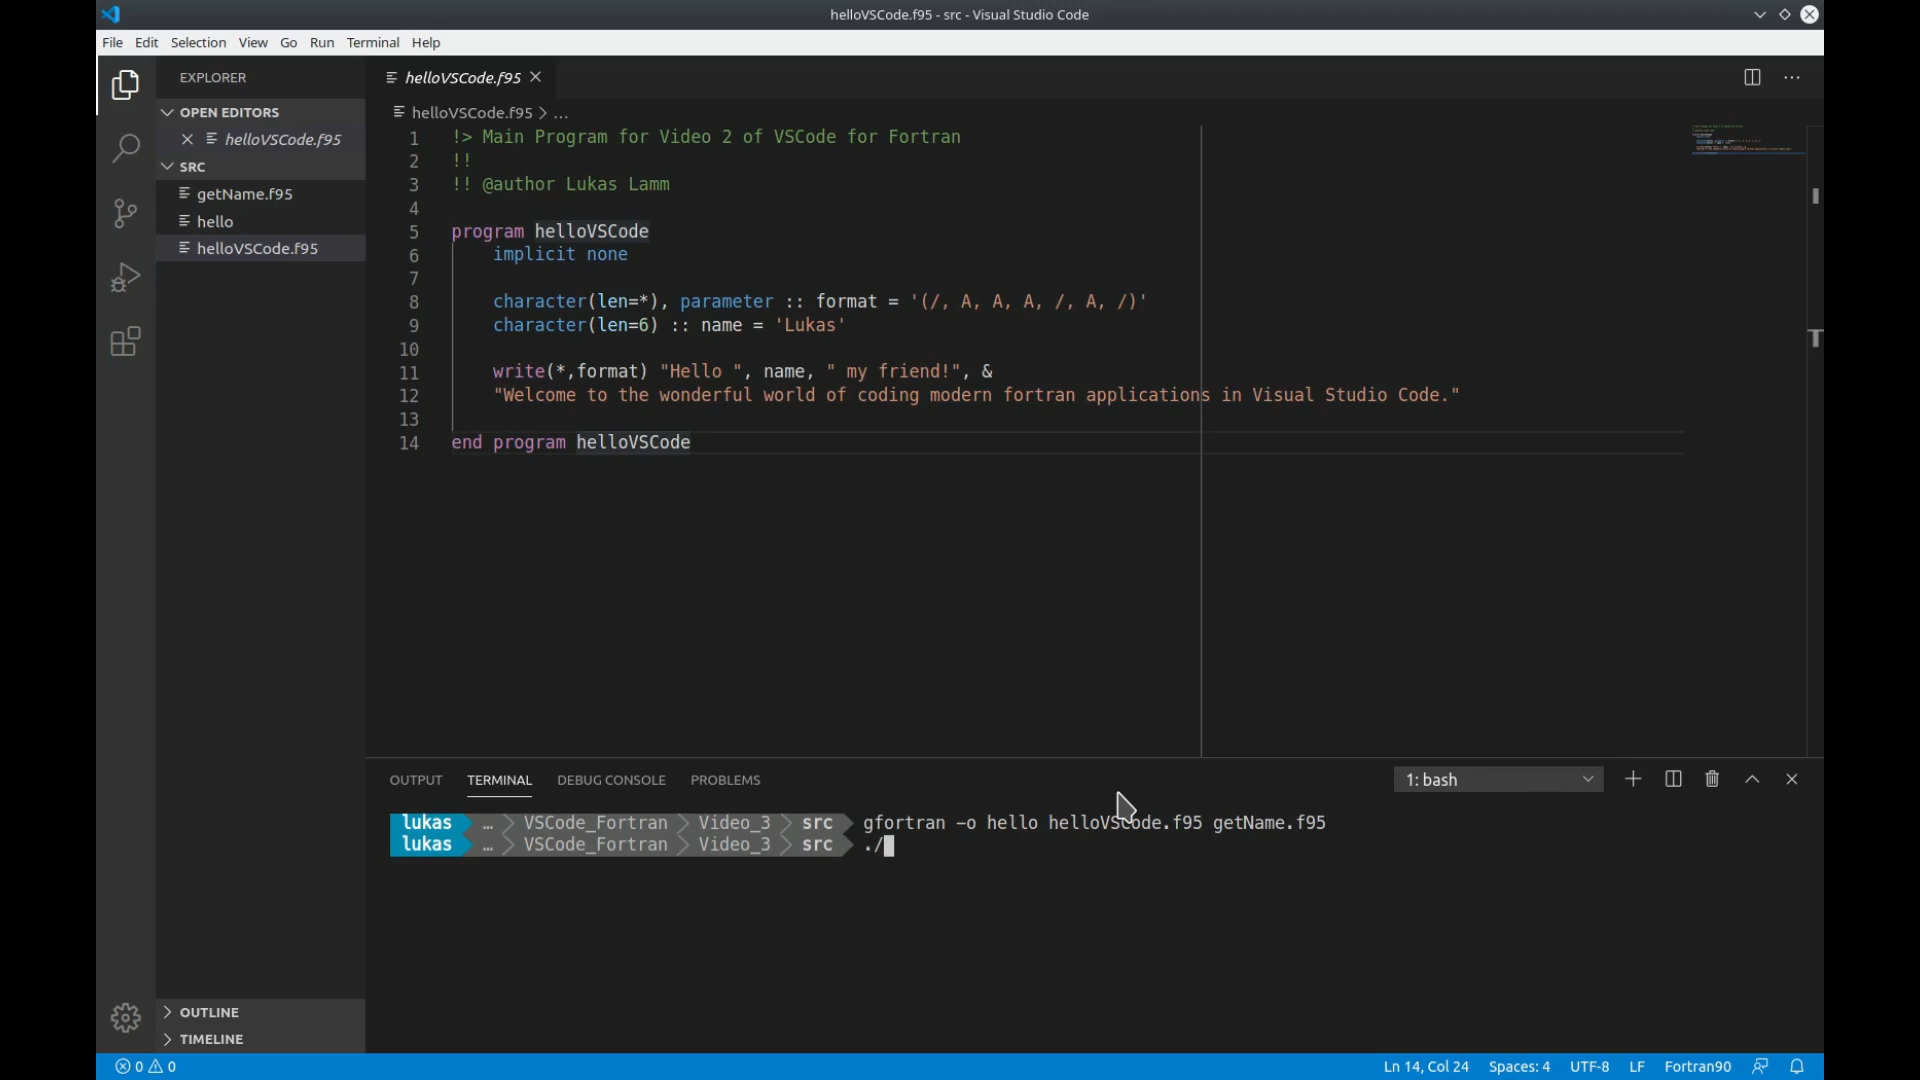 helloVSCode.f95 - src - Visual Studio Code
File Edit Selection View Go Run Terminal Help
EXPLORER
OPEN EDITORS
helloVSCode.f95
SRC
getName.f95
hello
helloVSCode.f95
OUTLINE
TIMELINE
helloVSCode.f95
helloVSCode.f95 > ...
1 !> Main Program for Video 2 of VSCode for Fortran
2 !!
3 !! @author Lukas Lamm
4
5 program helloVSCode
6     implicit none
7
8     character(len=*), parameter :: format = '(/, A, A, A, /, A, /)'
9     character(len=6) :: name = 'Lukas'
10
11     write(*,format) "Hello ", name, " my friend!", &
12     "Welcome to the wonderful world of coding modern fortran applications in Visual Studio Code."
13
14 end program helloVSCode
OUTPUT TERMINAL DEBUG CONSOLE PROBLEMS 1: bash
lukas … VSCode_Fortran Video_3 src gfortran -o hello helloVSCode.f95 getName.f95
lukas … VSCode_Fortran Video_3 src ./
0 0 Ln 14, Col 24 Spaces: 4 UTF-8 LF Fortran90